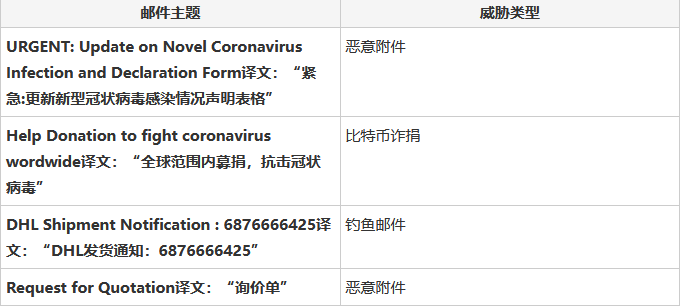 邮件主题
威胁类型
URGENT: Update on Novel Coronavirus
Infection and Declaration Form译文：“紧
急:更新新型冠状病毒感染情况声明表格”
恶意附件
Help Donation to fight coronavirus
wordwide译文：“全球范围内募捐，抗击冠状
病毒”
比特币诈捐
DHL Shipment Notification : 6876666425译
文：“DHL发货通知：6876666425”
钓鱼邮件
Request for Quotation译文：“询价单”
恶意附件